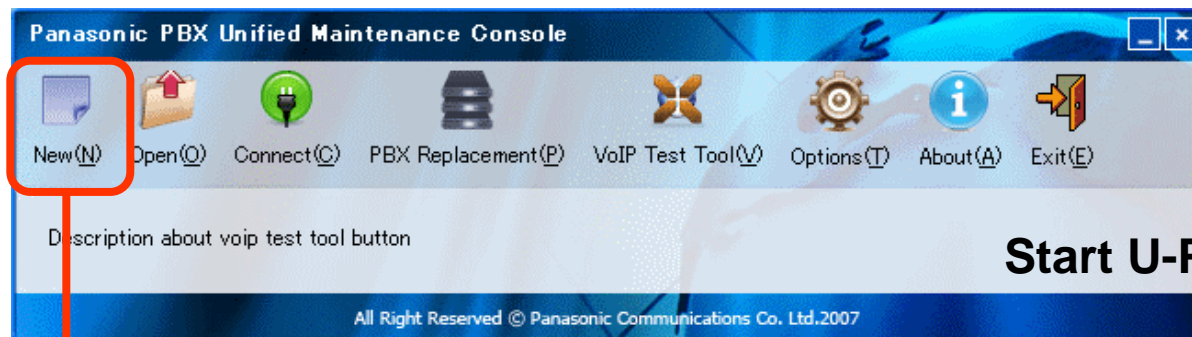 Panasonic PBX Unified Maintenance Console
New(N) Open(O) Connect(C) PBX Replacement(P) VoIP Test Tool(V) Options(T) About(A) Exit(E)
Description about voip test tool button
Start U-
All Right Reserved © Panasonic Communications Co. Ltd.2007